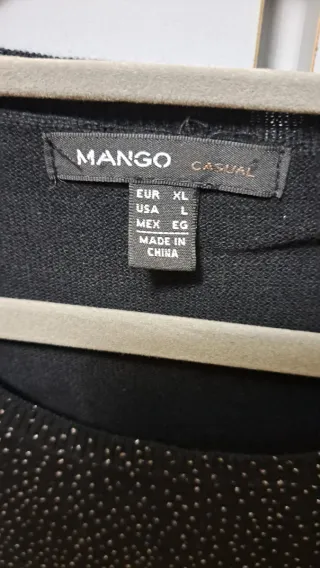 MANGO CASUAL
EUR XL
USA L
MEX EG
MADE IN
CHINA